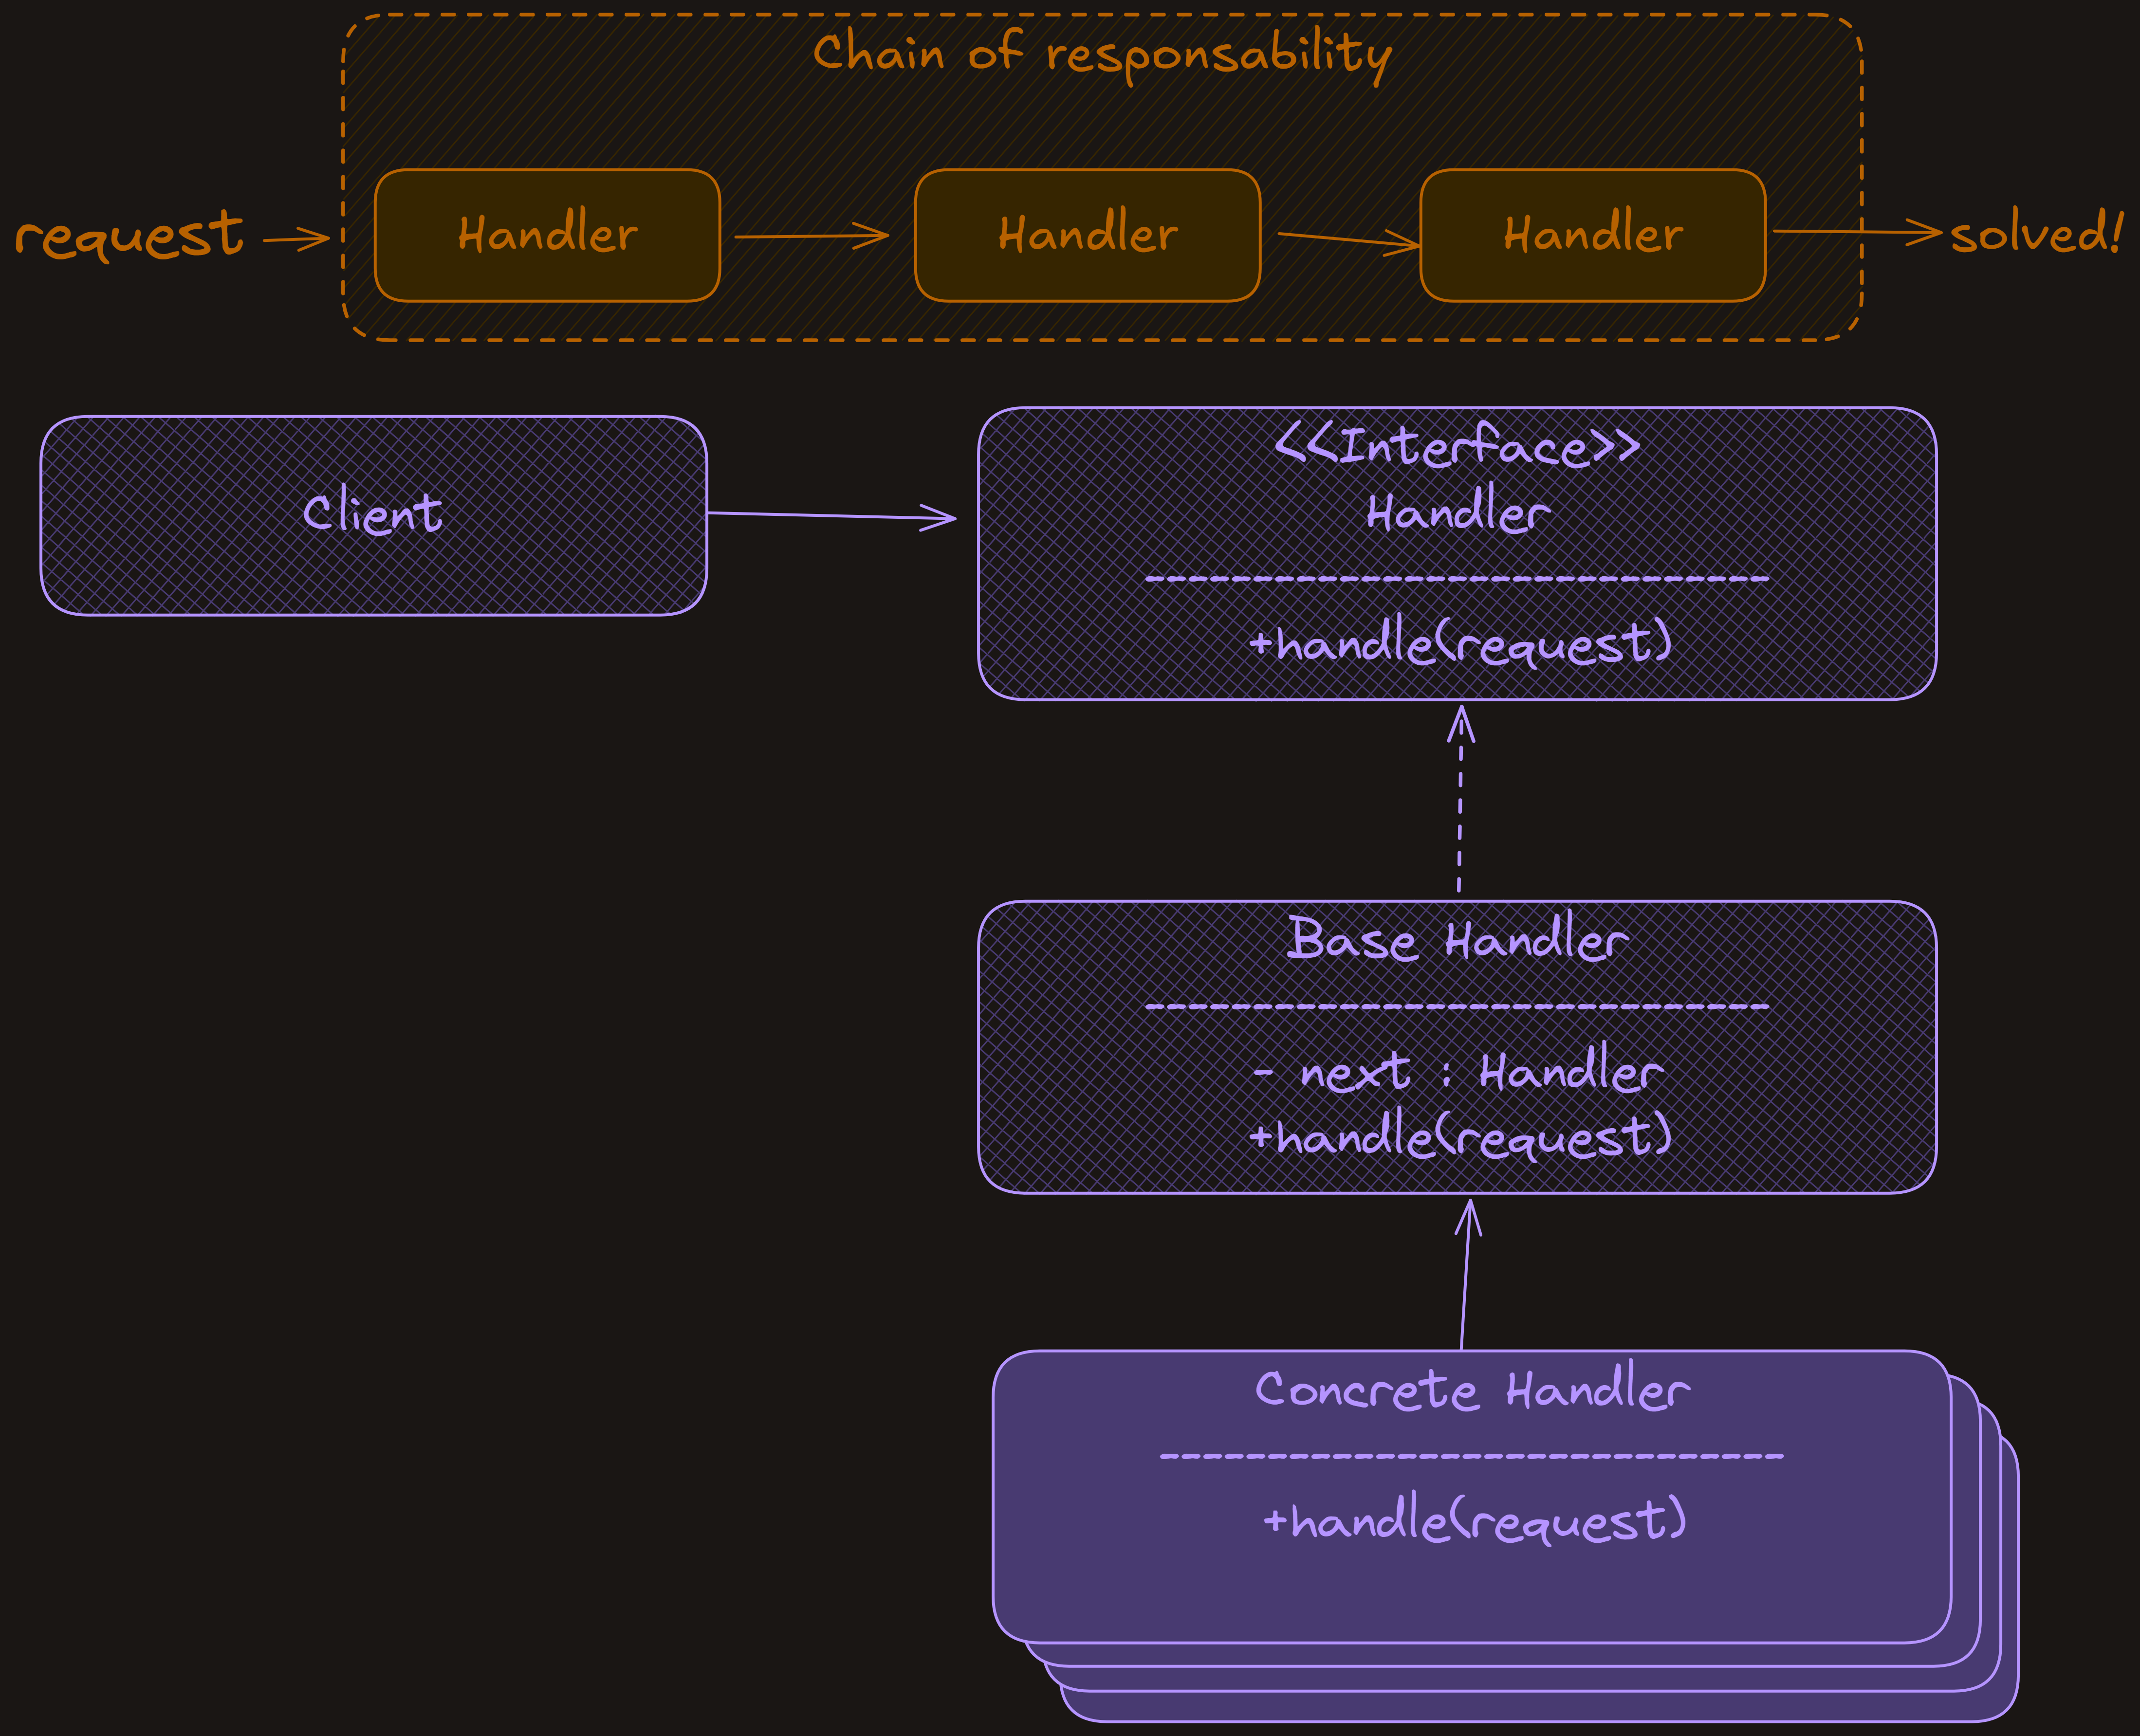 Chain of responsability
request
Handler
Handler
Handler
solved!
Client
<<Interface>>
Handler
-----------------------------
+handle(request)
Base Handler
-----------------------------
- next : Handler
+handle(request)
Concrete Handler
-----------------------------
+handle(request)